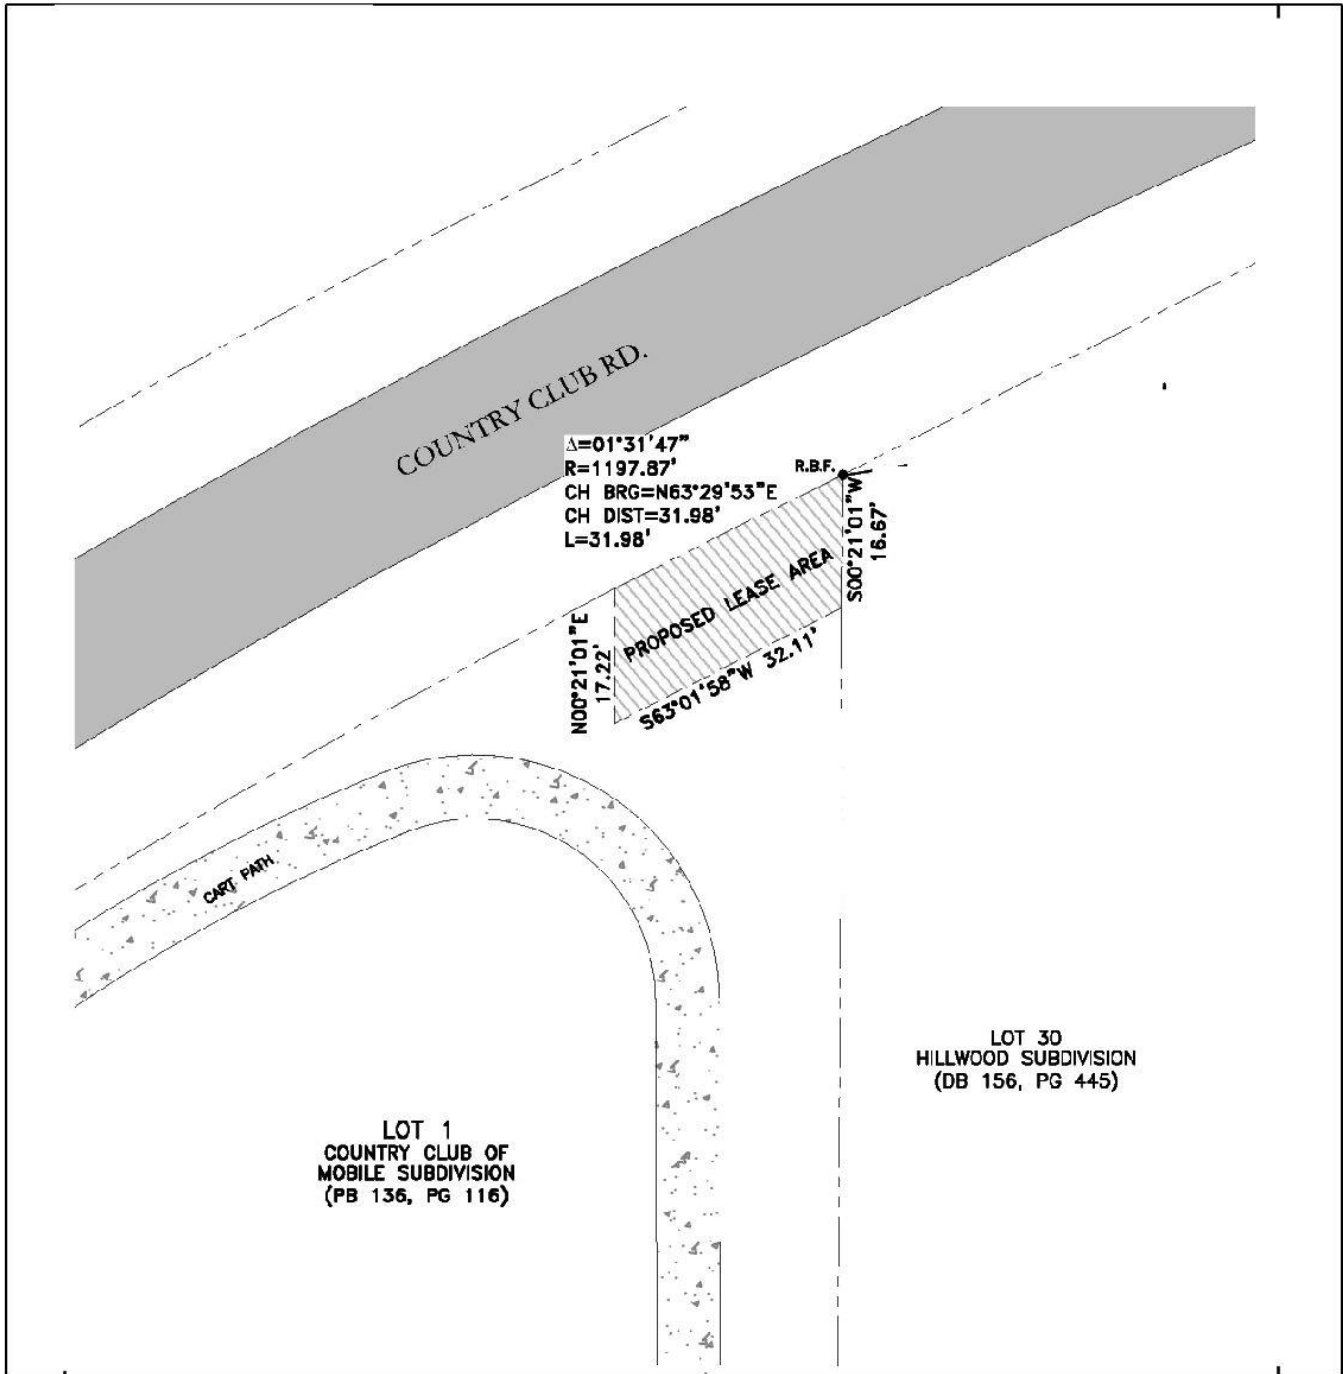 COUNTRY CLUB RD.
Δ=01°31'47"
R=1197.87'
CH BRG=N63°29'53"E
CH DIST=31.98'
L=31.98'
R.B.F.
S00°21'01"W
16.67'
PROPOSED LEASE AREA
N00°21'01"E
17.22'
S63°01'58"W 32.11'
CART PATH
LOT 30
HILLWOOD SUBDIVISION
(DB 156, PG 445)
LOT 1
COUNTRY CLUB OF
MOBILE SUBDIVISION
(PB 136, PG 116)